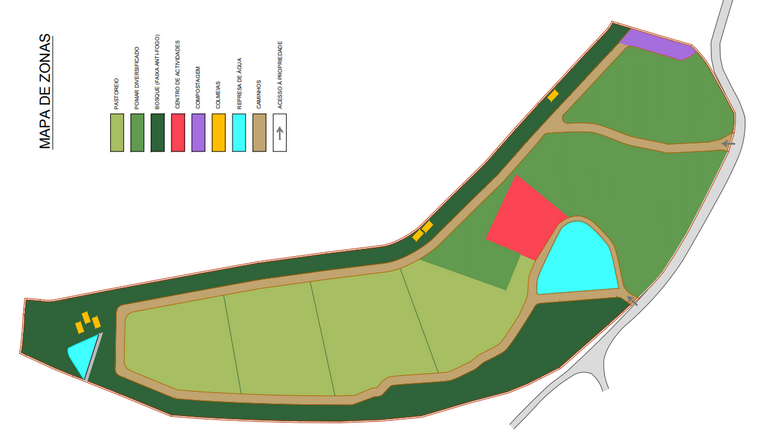 MAPA DE ZONAS
PASTOREIO
POMAR DIVERSIFICADO
BOSQUE (FAIXA ANTI-FOGO)
CENTRO DE ACTIVIDADES
COMPOSTAGEM
COLMEIAS
REPRESA DE ÁGUA
CAMINHOS
ACESSO À PROPRIEDADE